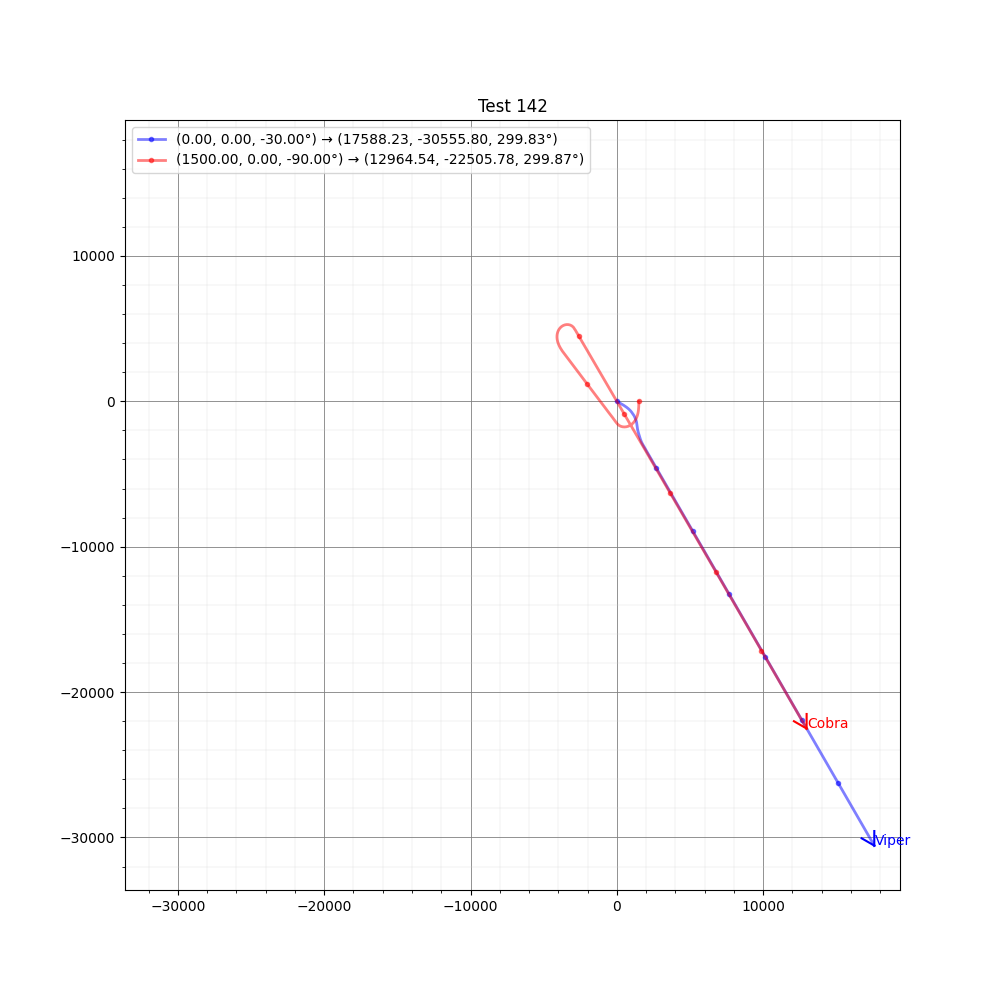 Test 142
(0.00, 0.00, -30.00°) → (17588.23, -30555.80, 299.83°)
(1500.00, 0.00, -90.00°) → (12964.54, -22505.78, 299.87°)
10000
0
−10000
−20000
Cobra
−30000
Viper
−30000 −20000 −10000 0 10000